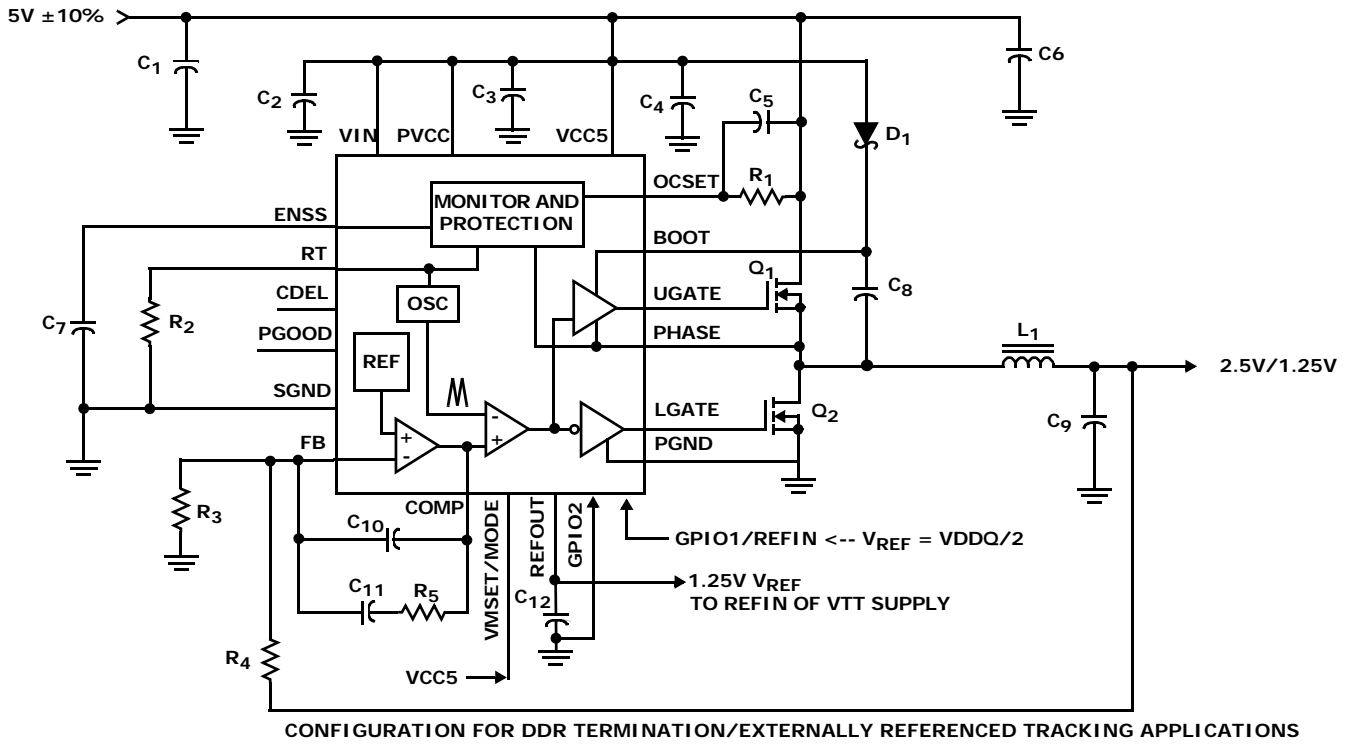 5V ±10%
C1
C2
C3
C4
C5
C6
D1
VIN
PVCC
VCC5
OCSET
R1
MONITOR AND
PROTECTION
ENSS
BOOT
RT
Q1
C8
CDEL
OSC
UGATE
C7
R2
PGOOD
PHASE
L1
REF
2.5V/1.25V
SGND
LGATE
Q2
C9
FB
+
-
-
+
PGND
R3
COMP
VMSET/MODE
REFOUT
GPIO2
C10
GPIO1/REFIN <-- VREF = VDDQ/2
C11
R5
C12
1.25V VREF
TO REFIN OF VTT SUPPLY
R4
VCC5
CONFIGURATION FOR DDR TERMINATION/EXTERNALLY REFERENCED TRACKING APPLICATIONS